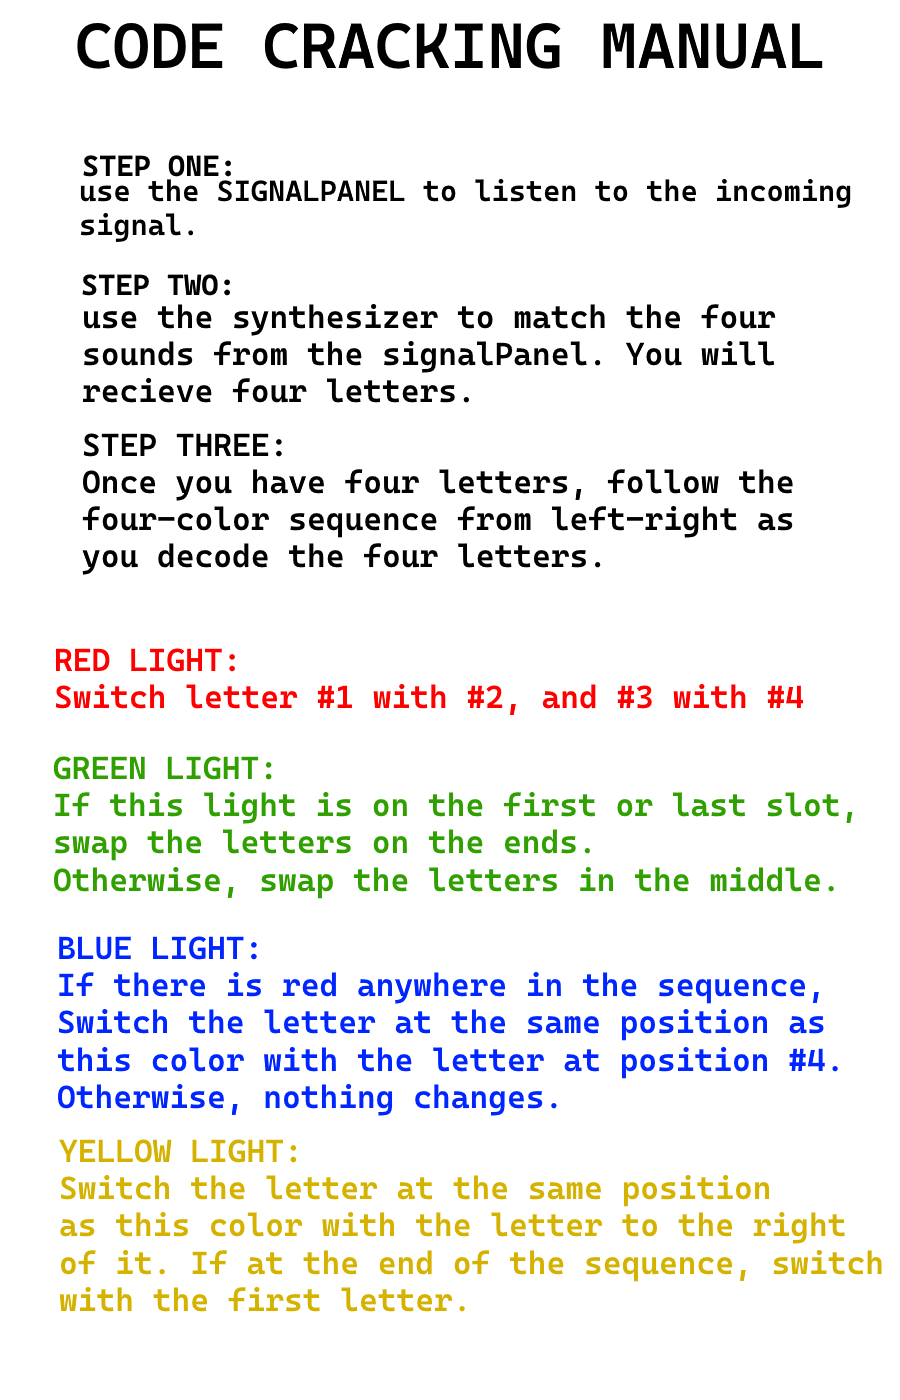 CODE CRACKING MANUAL
STEP ONE:
use the SIGNALPANEL to listen to the incoming
signal.
STEP TWO:
use the synthesizer to match the four
sounds from the signalPanel. You will
recieve four letters.
STEP THREE:
Once you have four letters, follow the
four-color sequence from left-right as
you decode the four letters.
RED LIGHT:
Switch letter #1 with #2, and #3 with #4
GREEN LIGHT:
If this light is on the first or last slot,
swap the letters on the ends.
Otherwise, swap the letters in the middle.
BLUE LIGHT:
If there is red anywhere in the sequence,
Switch the letter at the same position as
this color with the letter at position #4.
Otherwise, nothing changes.
YELLOW LIGHT:
Switch the letter at the same position
as this color with the letter to the right
of it. If at the end of the sequence, switch
with the first letter.